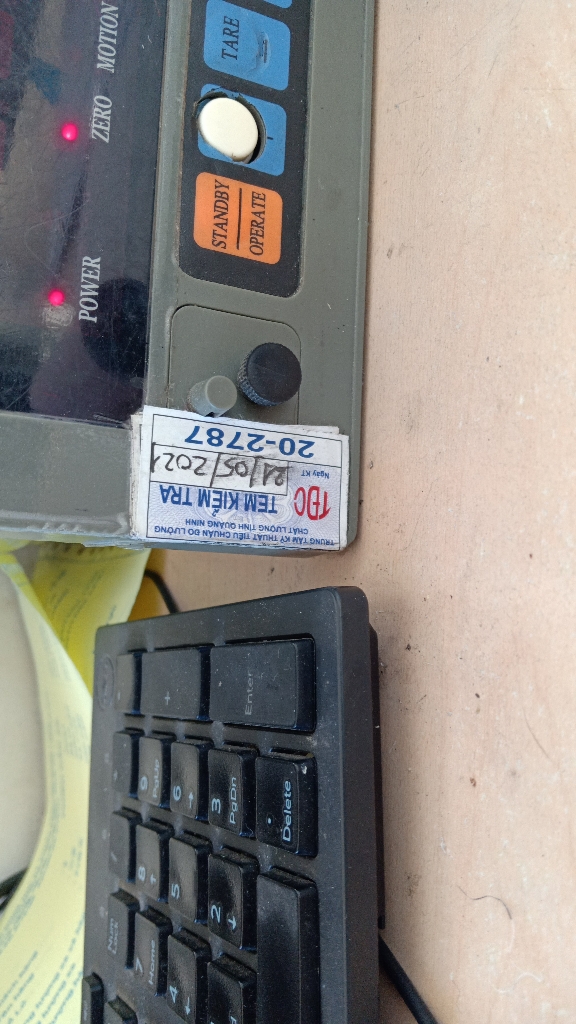 MOTION
ZERO
POWER
TARE
STANDBY
OPERATE
TRUNG TÂM KỸ THUẬT TIÊU CHUẨN ĐO LƯỜNG
CHẤT LƯỢNG TỈNH QUẢNG NINH
TĐC
TEM KIỂM TRA
Ngày KT
21/05/2021
20-2787
+
Enter
9
PgUp
6
→
3
PgDn
.
Delete
/
8
↑
5
2
↓
Num
Lock
7
Home
4
←